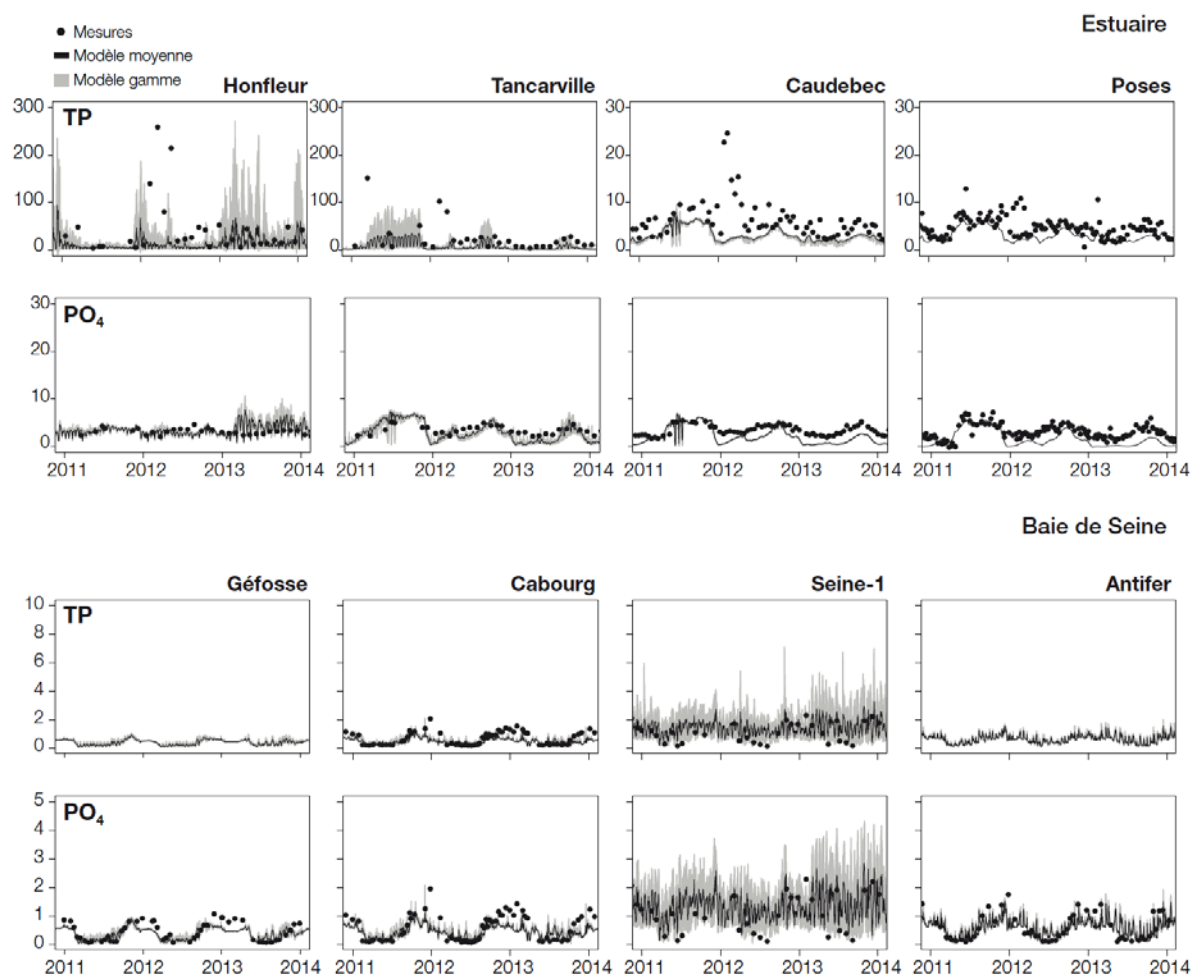 Estuaire
Mesures
Modèle moyenne
Modèle gamme
Honfleur
Tancarville
Caudebec
Poses
TP
300
200
100
0
300
200
100
0
30
20
10
0
30
20
10
0
PO4
30
20
10
0
2011 2012 2013 2014
2011 2012 2013 2014
2011 2012 2013 2014
2011 2012 2013 2014
Baie de Seine
Géfosse
Cabourg
Seine-1
Antifer
TP
10
8
6
4
2
0
PO4
5
4
3
2
1
0
2011 2012 2013 2014
2011 2012 2013 2014
2011 2012 2013 2014
2011 2012 2013 2014